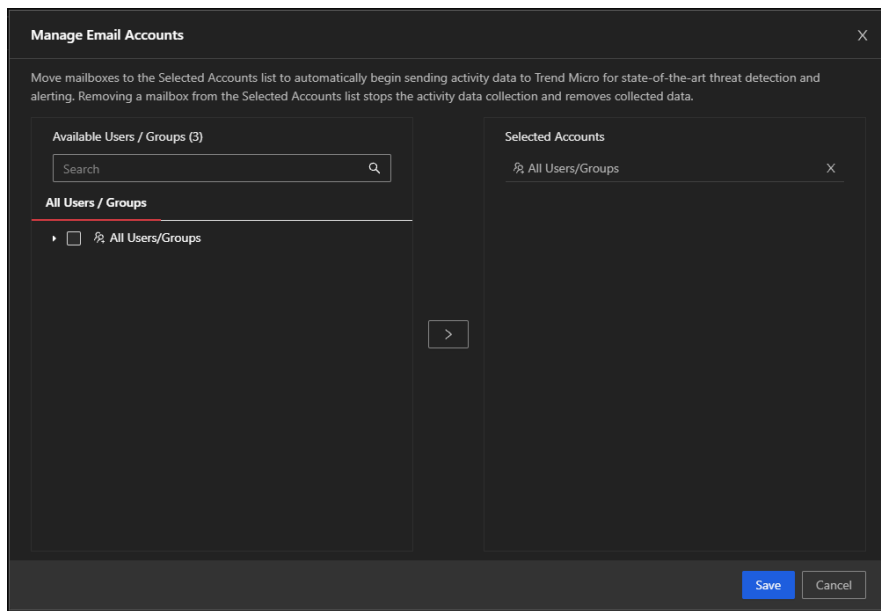 Manage Email Accounts
X
Move mailboxes to the Selected Accounts list to automatically begin sending activity data to Trend Micro for state-of-the-art threat detection and
alerting. Removing a mailbox from the Selected Accounts list stops the activity data collection and removes collected data.
Available Users / Groups (3)
Search
All Users / Groups
All Users/Groups
>
Selected Accounts
All Users/Groups
X
Save
Cancel